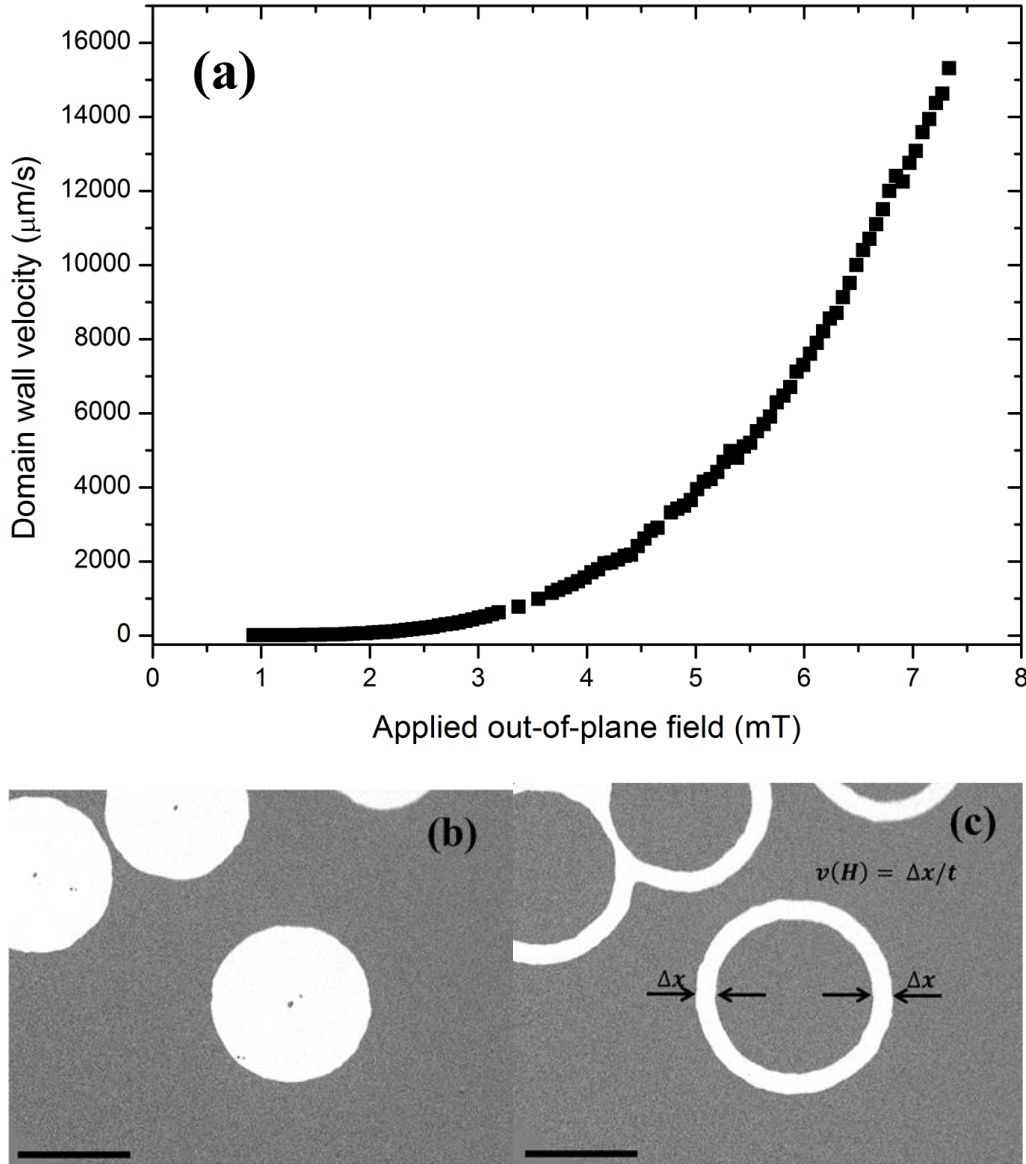 (a)
Domain wall velocity (μm/s)
16000
14000
12000
10000
8000
6000
4000
2000
0
0 1 2 3 4 5 6 7 8
Applied out-of-plane field (mT)
(b)
(c)
v(H) = Δx/t
Δx Δx